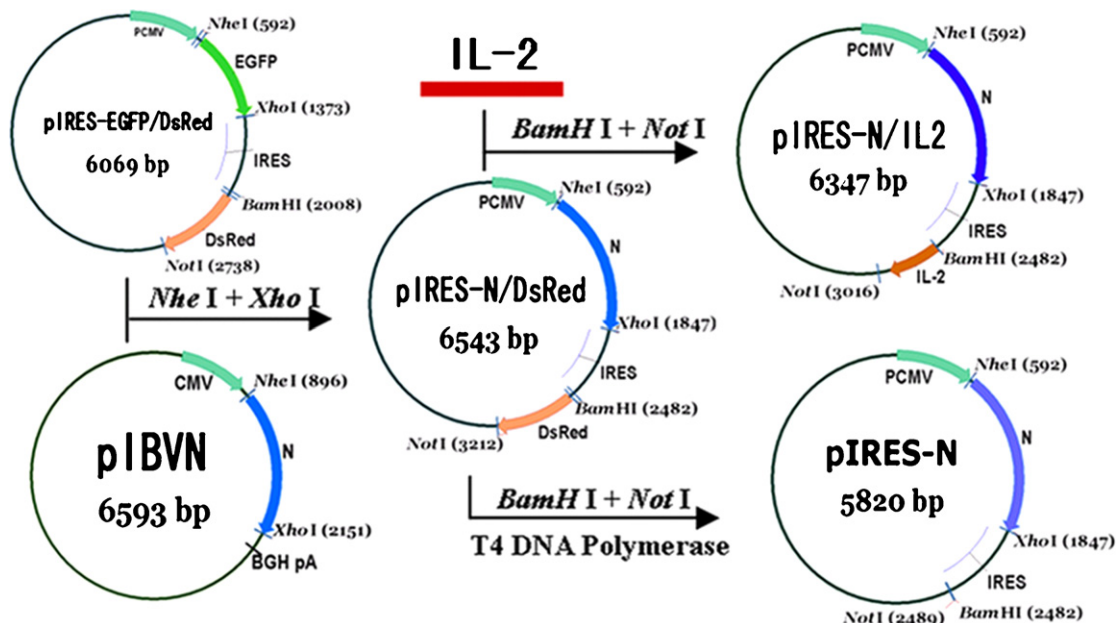 PCMV
NheI (592)
EGFP
XhoI (1373)
pIRES-EGFP/DsRed
6069 bp
IRES
BamHI (2008)
DsRed
NotI (2738)
Nhe I + Xho I
CMV
NheI (896)
pIBVN
6593 bp
N
XhoI (2151)
BGH pA
IL-2
BamH I + Not I
PCMV
NheI (592)
N
pIRES-N/DsRed
6543 bp
XhoI (1847)
IRES
BamHI (2482)
DsRed
NotI (3212)
BamH I + Not I
T4 DNA Polymerase
PCMV
NheI (592)
N
pIRES-N/IL2
6347 bp
XhoI (1847)
IRES
BamHI (2482)
IL-2
NotI (3016)
PCMV
NheI (592)
N
pIRES-N
5820 bp
XhoI (1847)
IRES
BamHI (2482)
NotI (2489)